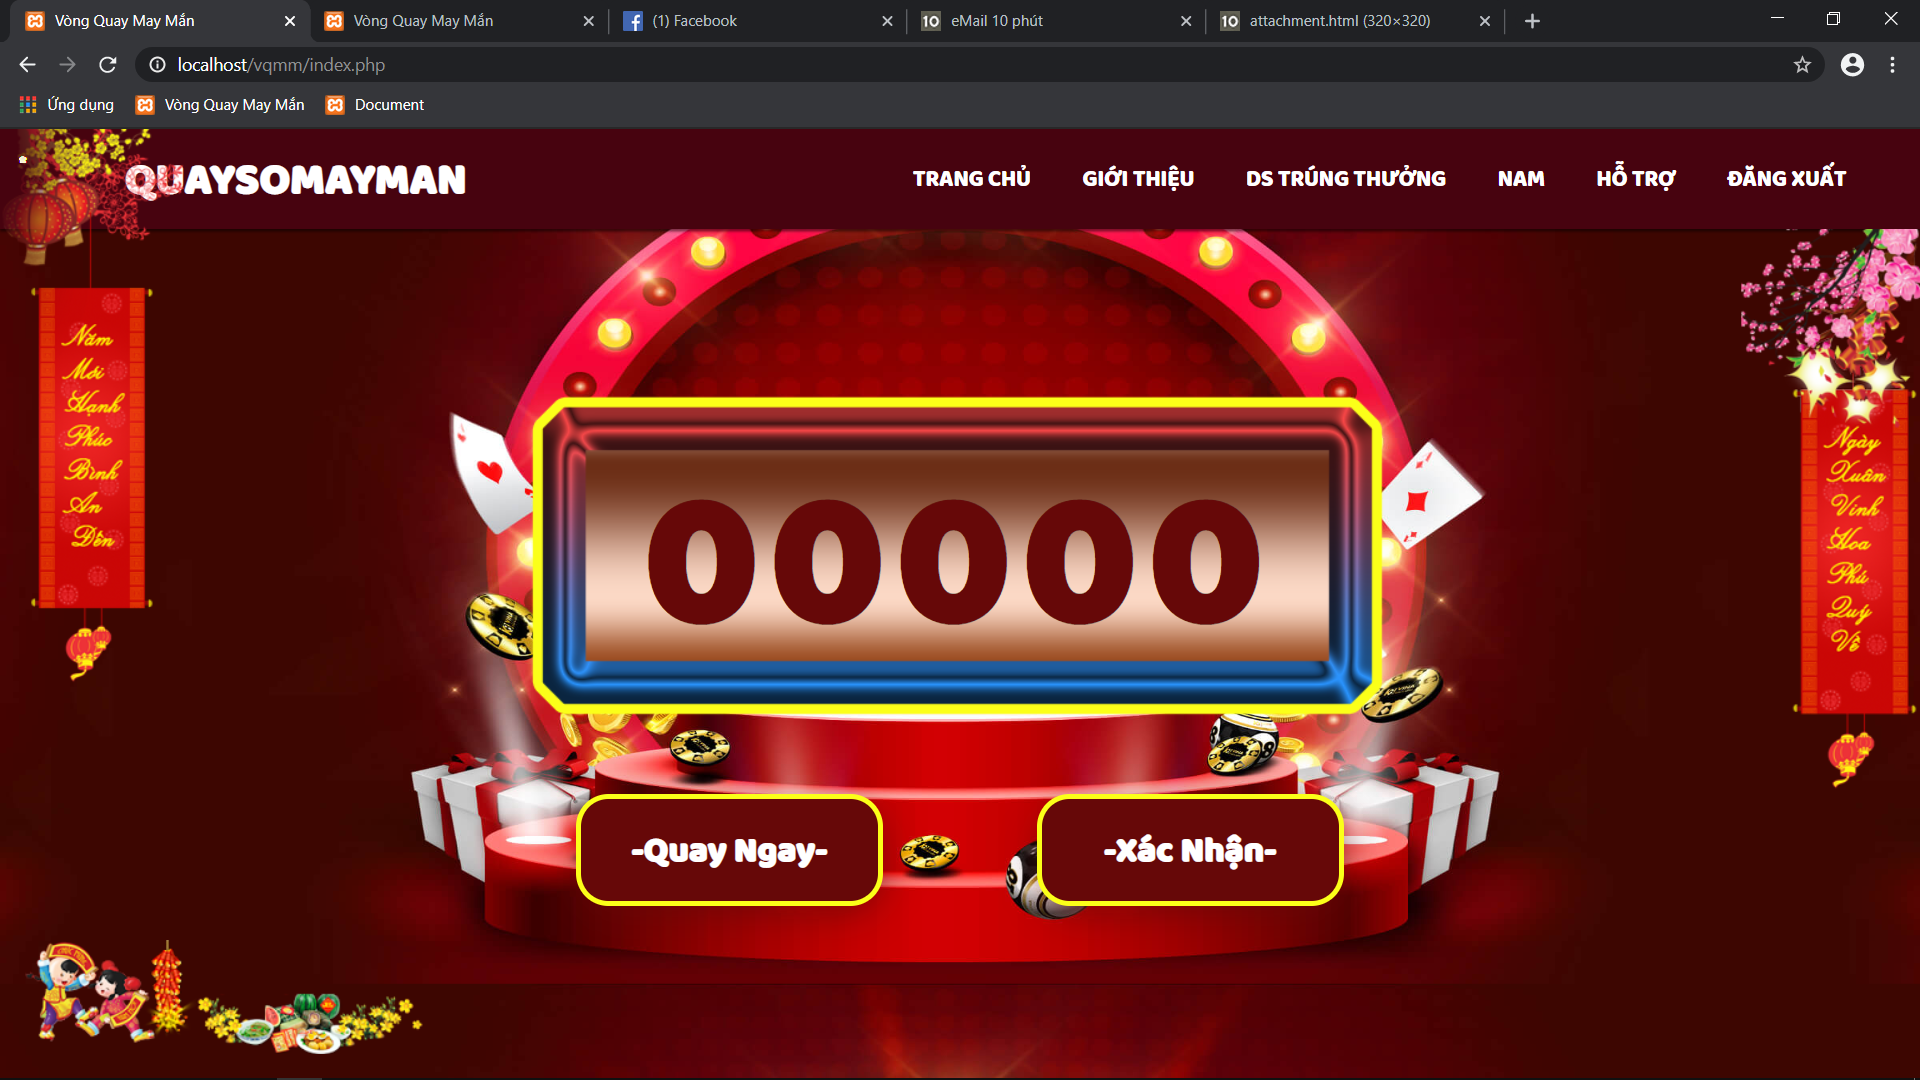 Vòng Quay May Mắn
Vòng Quay May Mắn
(1) Facebook
eMail 10 phút
attachment.html (320×320)
localhost/vqmm/index.php
Ứng dụng
Vòng Quay May Mắn
Document
QUAYSOMAYMAN
TRANG CHỦ
GIỚI THIỆU
DS TRÚNG THƯỞNG
NAM
HỖ TRỢ
ĐĂNG XUẤT
Năm
Mới
Hạnh
Phúc
Bình
An
Đến
Ngày
Xuân
Vinh
Hoa
Phú
Quý
Về
00000
-Quay Ngay-
-Xác Nhận-